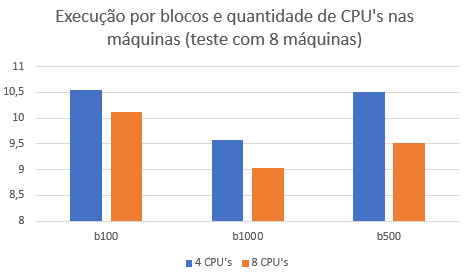 Execução por blocos e quantidade de CPU's nas
máquinas (teste com 8 máquinas)
11
10,5
10
9,5
9
8,5
8
b100
b1000
b500
4 CPU's
8 CPU's